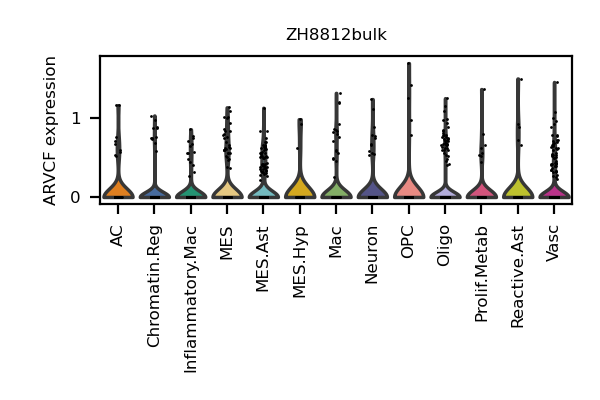 ZH8812bulk
ARVCF expression
1
0
AC
Chromatin.Reg
Inflammatory.Mac
MES
MES.Ast
MES.Hyp
Mac
Neuron
OPC
Oligo
Prolif.Metab
Reactive.Ast
Vasc